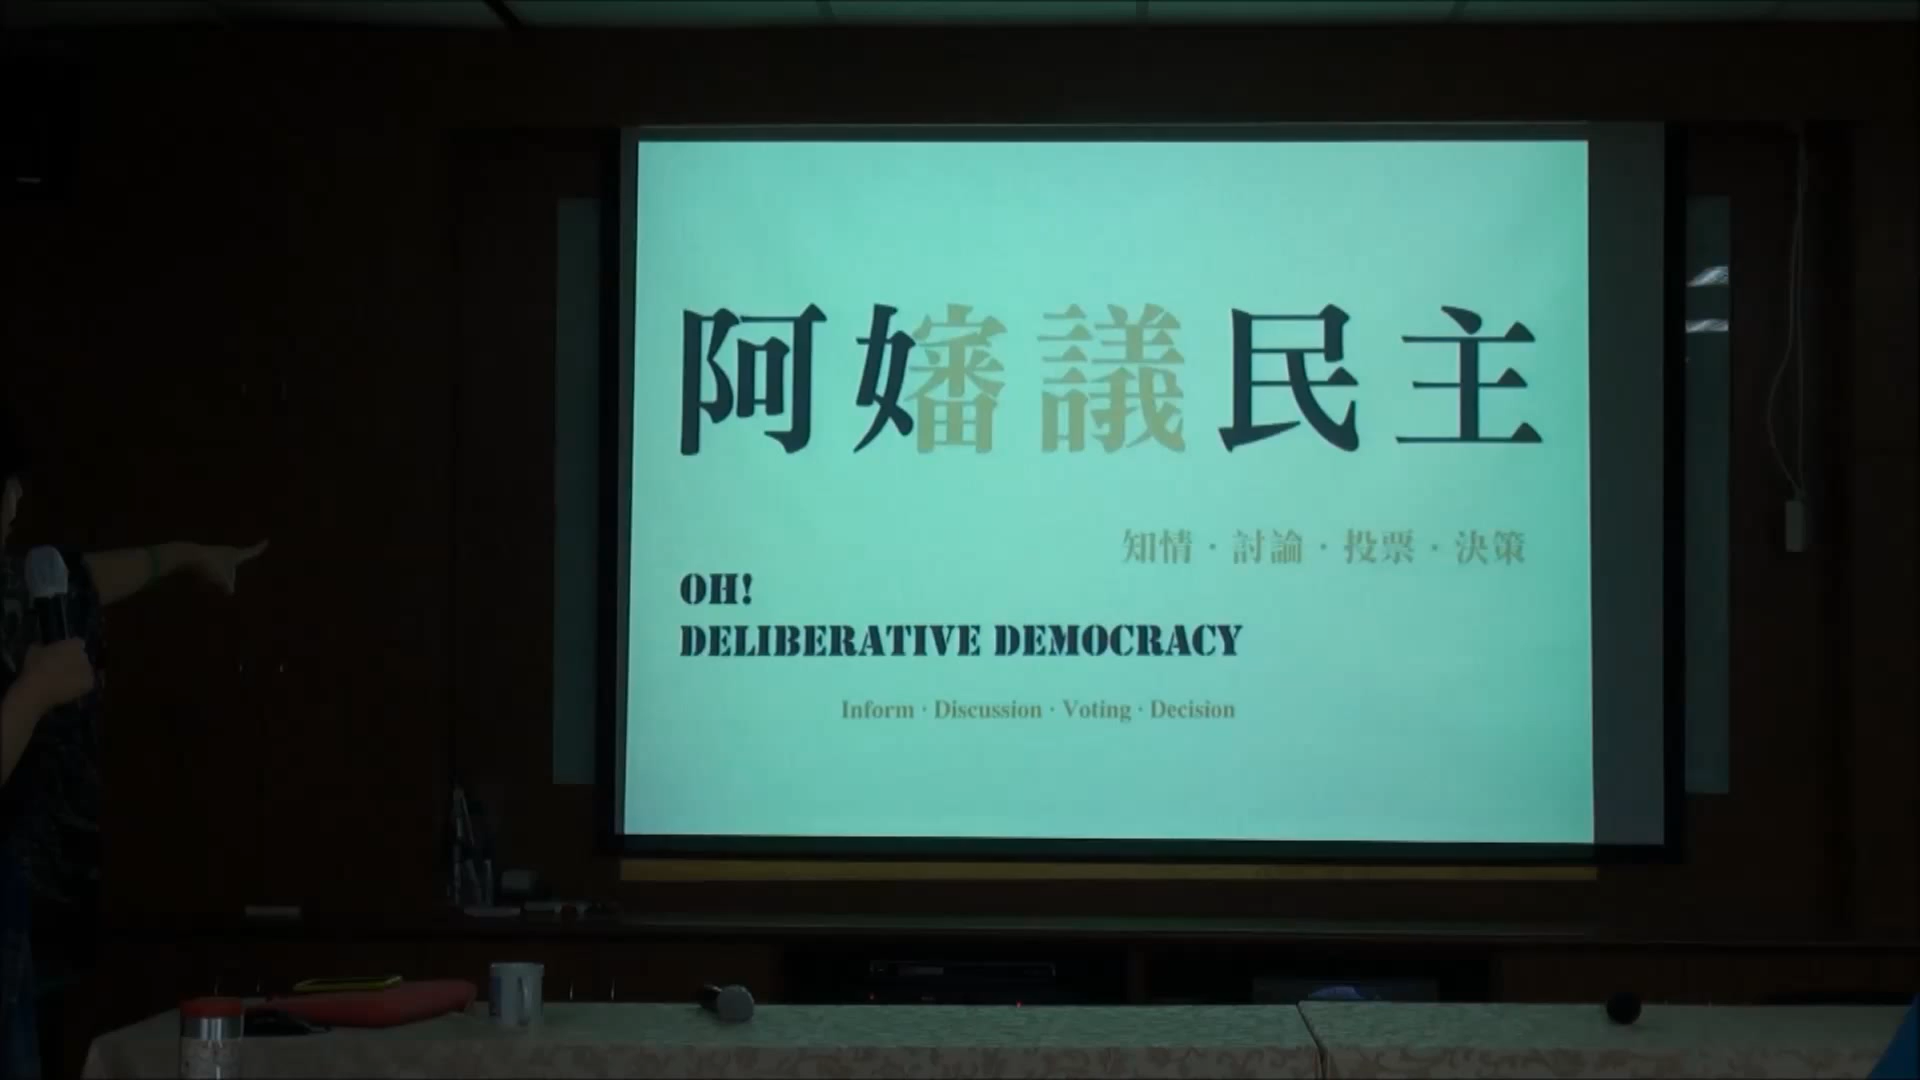 阿嬸議民主
知情・討論・投票・決策
OH!
DELIBERATIVE DEMOCRACY
Inform · Discussion · Voting · Decision